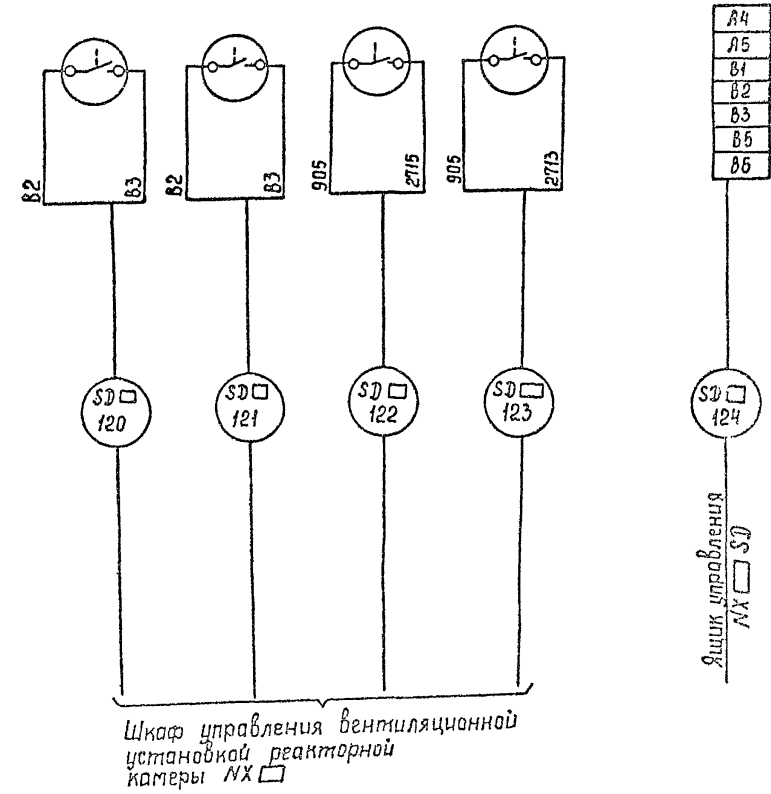 А4
А5
В1
В2
В3
В5
В6
В2
В3
В2
В3
905
2715
905
2713
SD □
120
SD □
121
SD □
122
SD □
123
SD □
124
Ящик управления
NX □ SD
Шкаф управления вентиляционной
установкой реакторной
камеры NX □